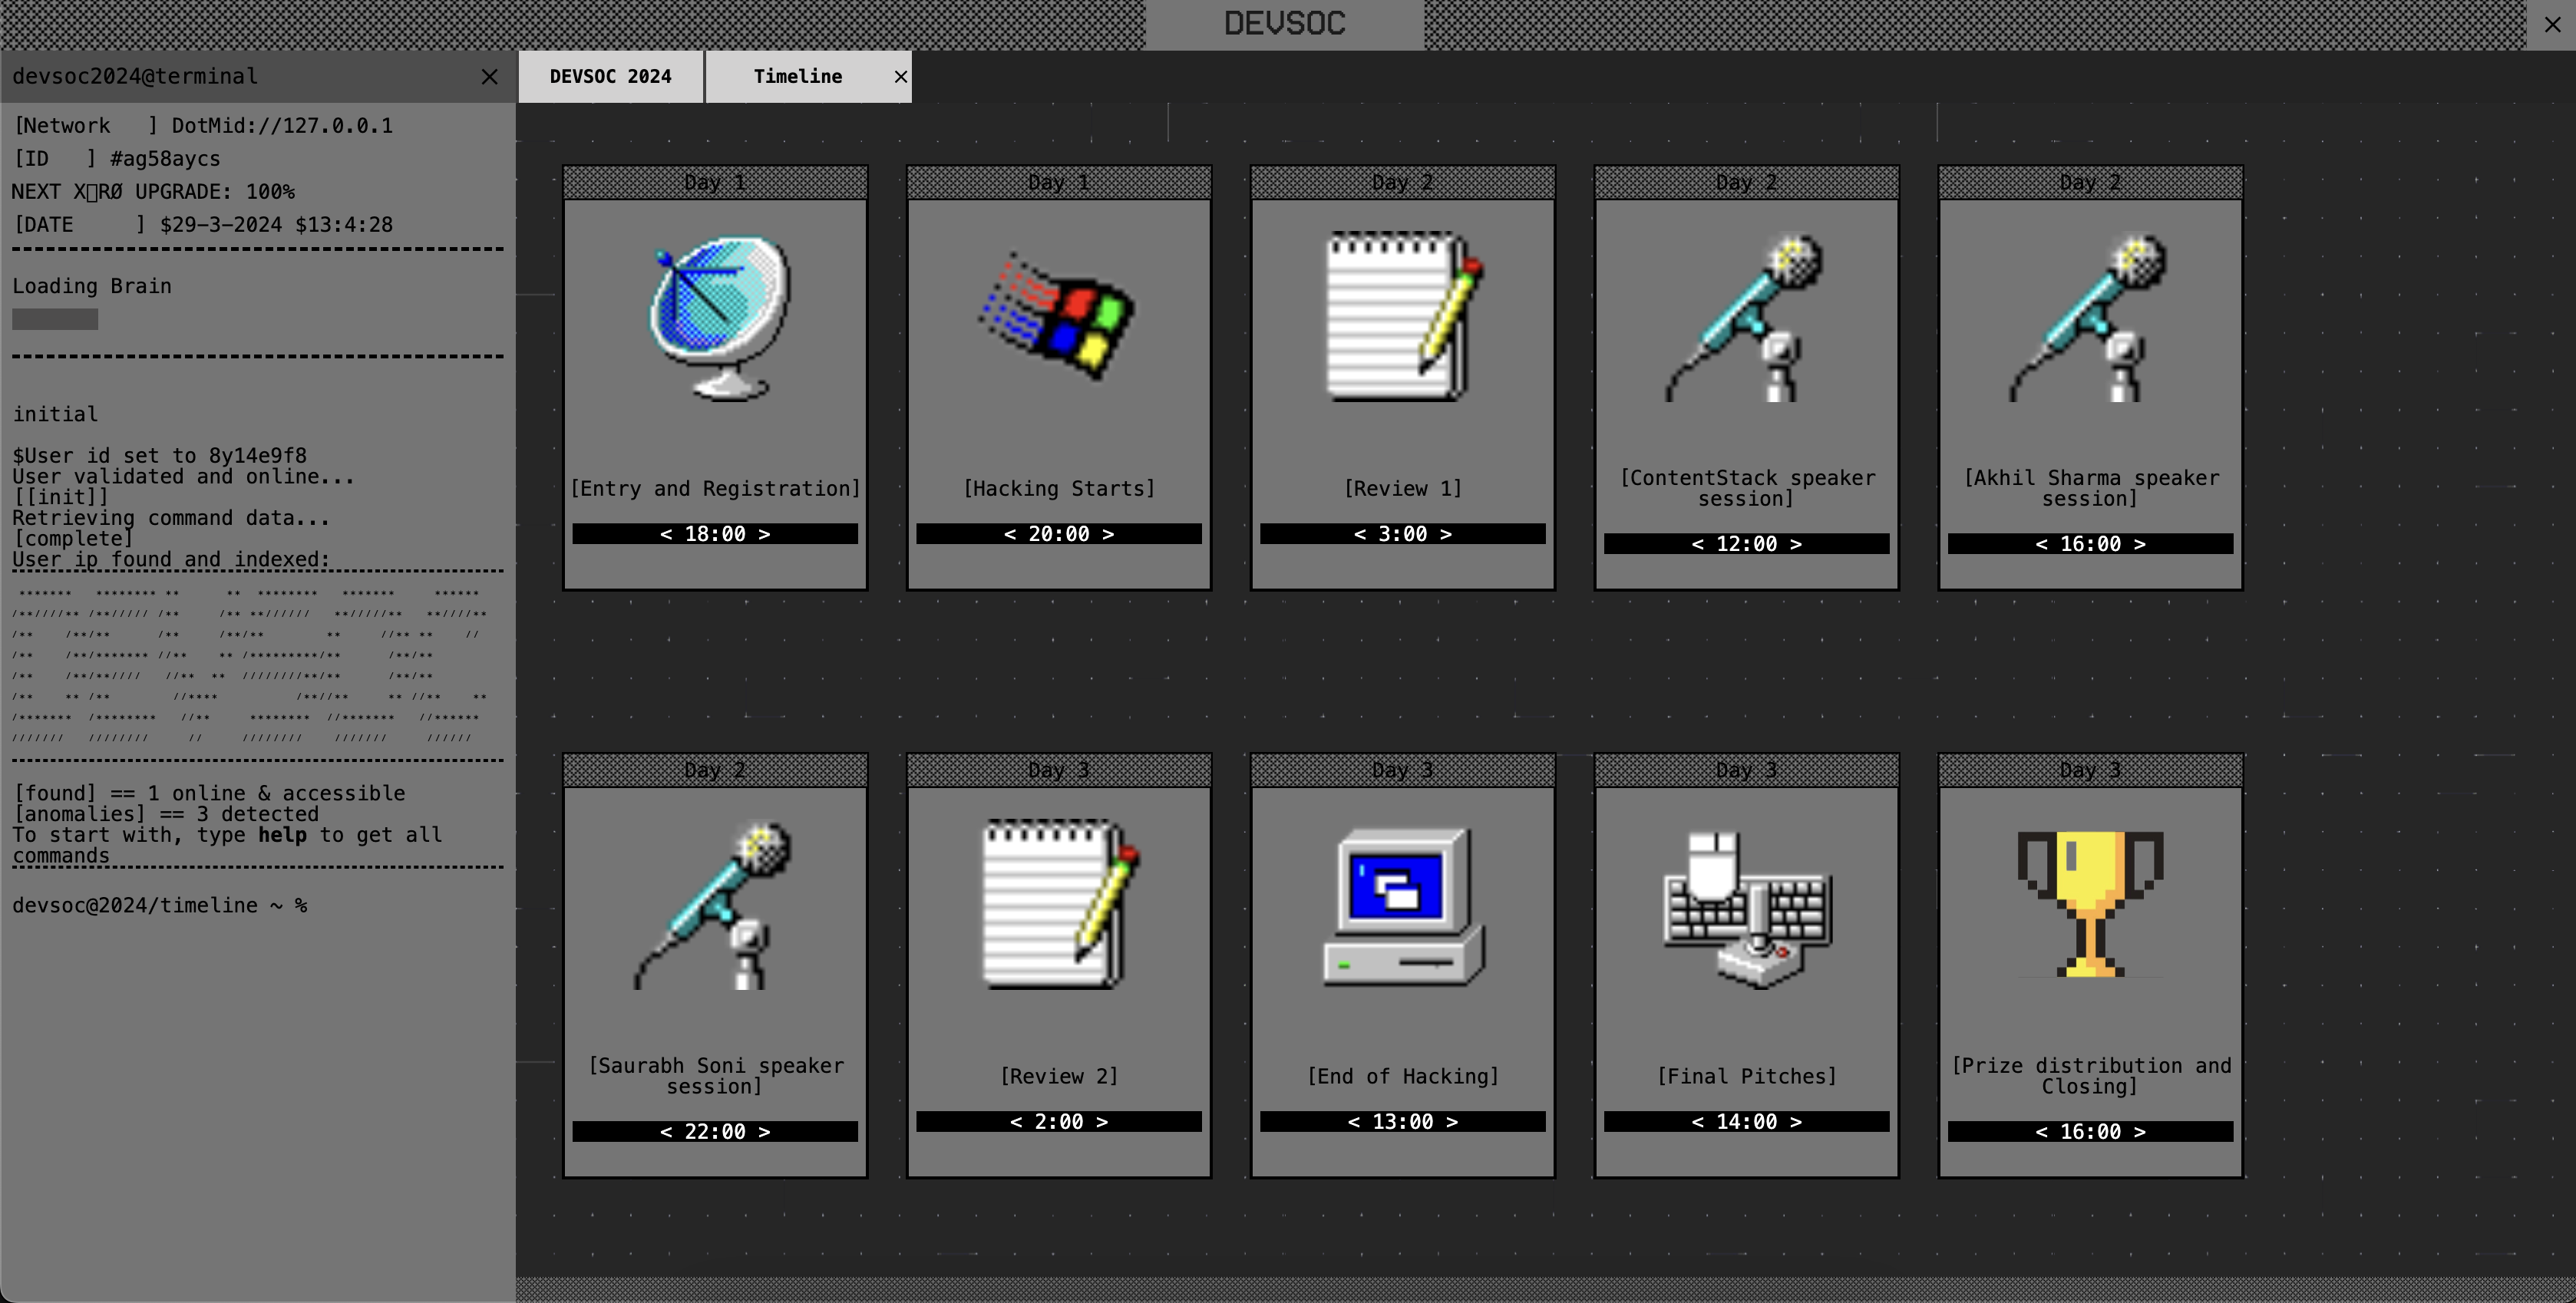 DEVSOC
devsoc2024@terminal
DEVSOC 2024
Timeline
[Network   ] DotMid://127.0.0.1
[ID   ] #ag58aycs
NEXT X▯RØ UPGRADE: 100%
[DATE     ] $29-3-2024 $13:4:28
Loading Brain
initial
$User id set to 8y14e9f8
User validated and online...
[[init]]
Retrieving command data...
[complete]
User ip found and indexed:
[found] == 1 online & accessible
[anomalies] == 3 detected
To start with, type help to get all
commands
devsoc@2024/timeline ~ %
Day 1
[Entry and Registration]
< 18:00 >
Day 1
[Hacking Starts]
< 20:00 >
Day 2
[Review 1]
< 3:00 >
Day 2
[ContentStack speaker
session]
< 12:00 >
Day 2
[Akhil Sharma speaker
session]
< 16:00 >
Day 2
[Saurabh Soni speaker
session]
< 22:00 >
Day 3
[Review 2]
< 2:00 >
Day 3
[End of Hacking]
< 13:00 >
Day 3
[Final Pitches]
< 14:00 >
Day 3
[Prize distribution and
Closing]
< 16:00 >